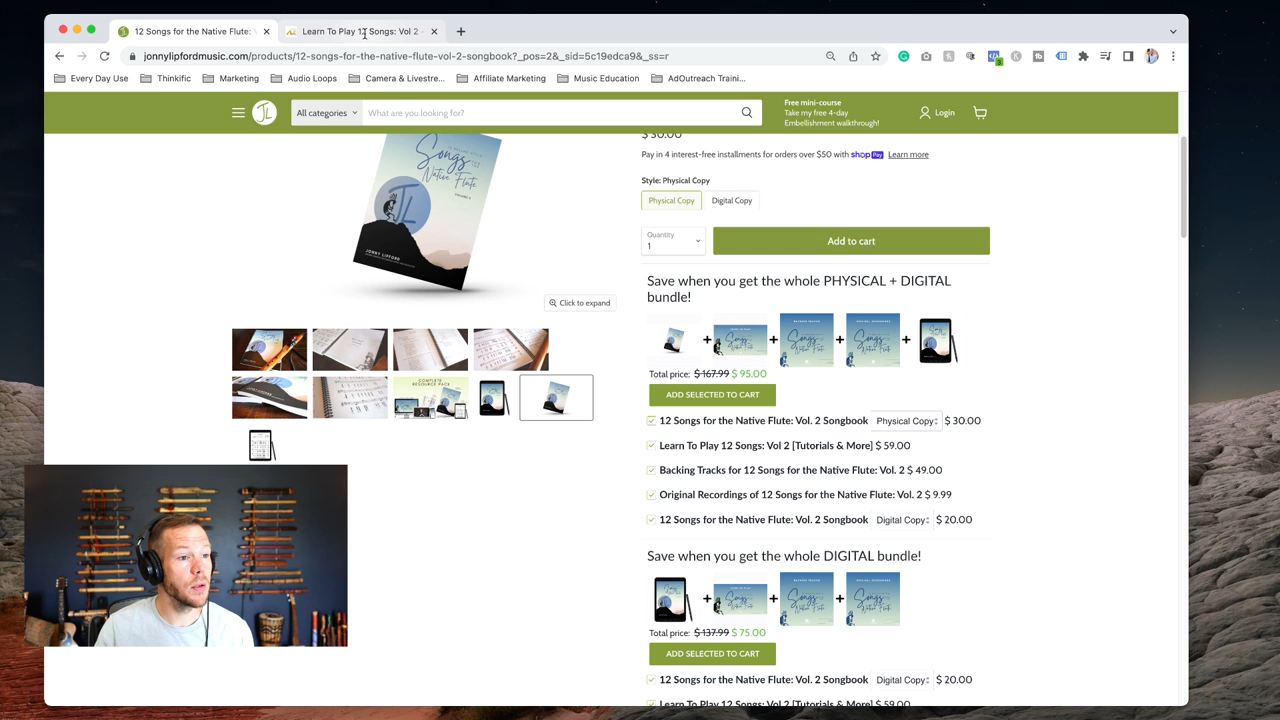 12 Songs for the Native Flute:
Learn To Play 12 Songs: Vol 2 -
jonnylipfordmusic.com/products/12-songs-for-the-native-flute-vol-2-songbook?_pos=2&_sid=5c19edca9&_ss=r
Every Day Use
Thinkific
Marketing
Audio Loops
Camera & Livestre...
Affiliate Marketing
Music Education
AdOutreach Traini...
JL
All categories
What are you looking for?
Free mini-course
Take my free 4-day
Embellishment walkthrough!
Login
$ 30.00
Pay in 4 interest-free installments for orders over $50 with shop Pay Learn more
Style: Physical Copy
Physical Copy
Digital Copy
Quantity
1
Add to cart
Songs
Native Flute
JL
JONNY LIPFORD
Click to expand
Save when you get the whole PHYSICAL + DIGITAL
bundle!
Total price: $ 167.99 $ 95.00
ADD SELECTED TO CART
12 Songs for the Native Flute: Vol. 2 Songbook Physical Copy $ 30.00
Learn To Play 12 Songs: Vol 2 [Tutorials & More] $ 59.00
Backing Tracks for 12 Songs for the Native Flute: Vol. 2 $ 49.00
Original Recordings of 12 Songs for the Native Flute: Vol. 2 $ 9.99
12 Songs for the Native Flute: Vol. 2 Songbook Digital Copy $ 20.00
Save when you get the whole DIGITAL bundle!
Total price: $ 137.99 $ 75.00
ADD SELECTED TO CART
12 Songs for the Native Flute: Vol. 2 Songbook Digital Copy $ 20.00
Learn To Play 12 Songs: Vol 2 [Tutorials & More] $ 59.00